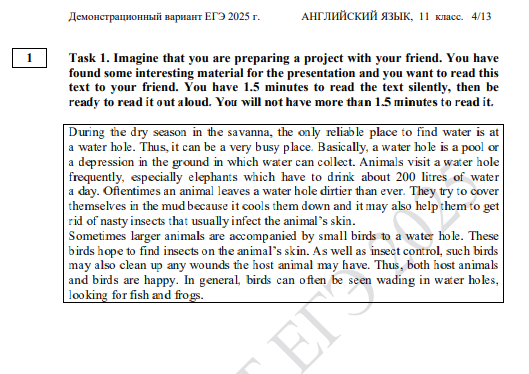 Демонстрационный вариант ЕГЭ 2025 г. АНГЛИЙСКИЙ ЯЗЫК, 11 класс. 4/13
1
Task 1. Imagine that you are preparing a project with your friend. You have
found some interesting material for the presentation and you want to read this
text to your friend. You have 1.5 minutes to read the text silently, then be
ready to read it out aloud. You will not have more than 1.5 minutes to read it.
During the dry season in the savanna, the only reliable place to find water is at
a water hole. Thus, it can be a very busy place. Basically, a water hole is a pool or
a depression in the ground in which water can collect. Animals visit a water hole
frequently, especially elephants which have to drink about 200 litres of water
a day. Oftentimes an animal leaves a water hole dirtier than ever. They try to cover
themselves in the mud because it cools them down and it may also help them to get
rid of nasty insects that usually infect the animal's skin.
Sometimes larger animals are accompanied by small birds to a water hole. These
birds hope to find insects on the animal's skin. As well as insect control, such birds
may also clean up any wounds the host animal may have. Thus, both host animals
and birds are happy. In general, birds can often be seen wading in water holes,
looking for fish and frogs.
ЕГЭ 2025